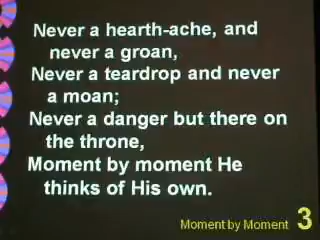 Never a hearth-ache, and
never a groan,
Never a teardrop and never
a moan;
Never a danger but there on
the throne,
Moment by moment He
thinks of His own.
Moment by Moment 3